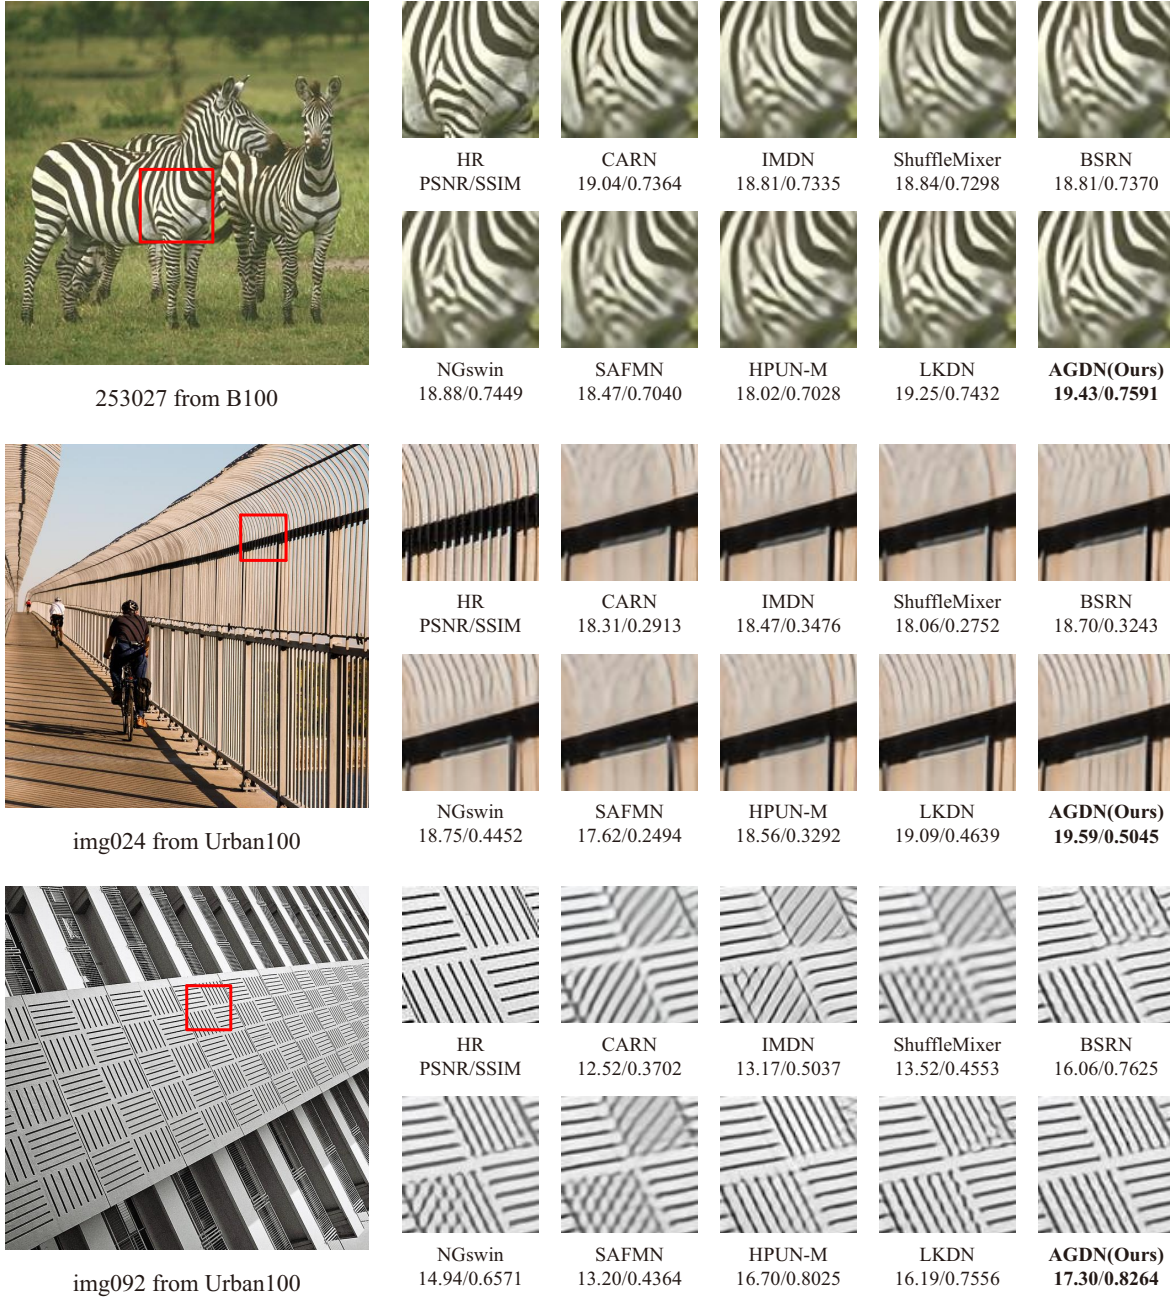 HR
PSNR/SSIM
CARN
19.04/0.7364
IMDN
18.81/0.7335
ShuffleMixer
18.84/0.7298
BSRN
18.81/0.7370
NGswin
18.88/0.7449
SAFMN
18.47/0.7040
HPUN-M
18.02/0.7028
LKDN
19.25/0.7432
AGDN(Ours)
19.43/0.7591
253027 from B100
HR
PSNR/SSIM
CARN
18.31/0.2913
IMDN
18.47/0.3476
ShuffleMixer
18.06/0.2752
BSRN
18.70/0.3243
NGswin
18.75/0.4452
SAFMN
17.62/0.2494
HPUN-M
18.56/0.3292
LKDN
19.09/0.4639
AGDN(Ours)
19.59/0.5045
img024 from Urban100
HR
PSNR/SSIM
CARN
12.52/0.3702
IMDN
13.17/0.5037
ShuffleMixer
13.52/0.4553
BSRN
16.06/0.7625
NGswin
14.94/0.6571
SAFMN
13.20/0.4364
HPUN-M
16.70/0.8025
LKDN
16.19/0.7556
AGDN(Ours)
17.30/0.8264
img092 from Urban100